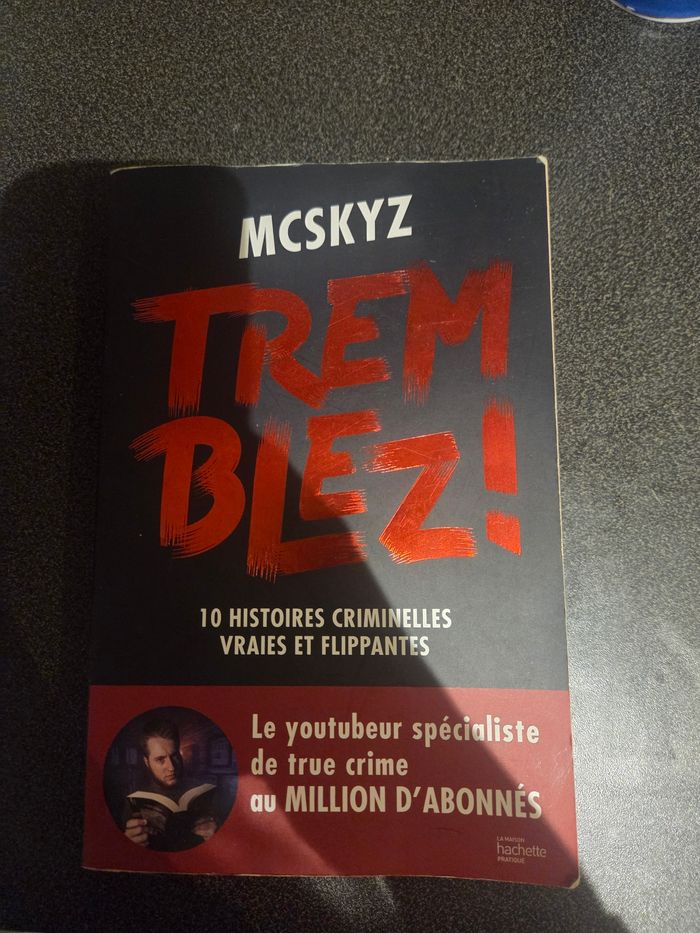 MCSKYZ
TREM
BLEZ!
10 HISTOIRES CRIMINELLES
VRAIES ET FLIPPANTES
Le youtubeur spécialiste
de true crime
au MILLION D'ABONNÉS
LA MAISON
hachette
PRATIQUE